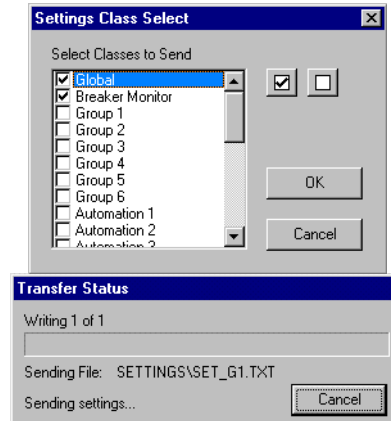 Settings Class Select
Select Classes to Send
Global
Breaker Monitor
Group 1
Group 2
Group 3
Group 4
Group 5
Group 6
Automation 1
Automation 2
Automation 3
OK
Cancel
Transfer Status
Writing 1 of 1
Sending File: SETTINGS\SET_G1.TXT
Sending settings...
Cancel